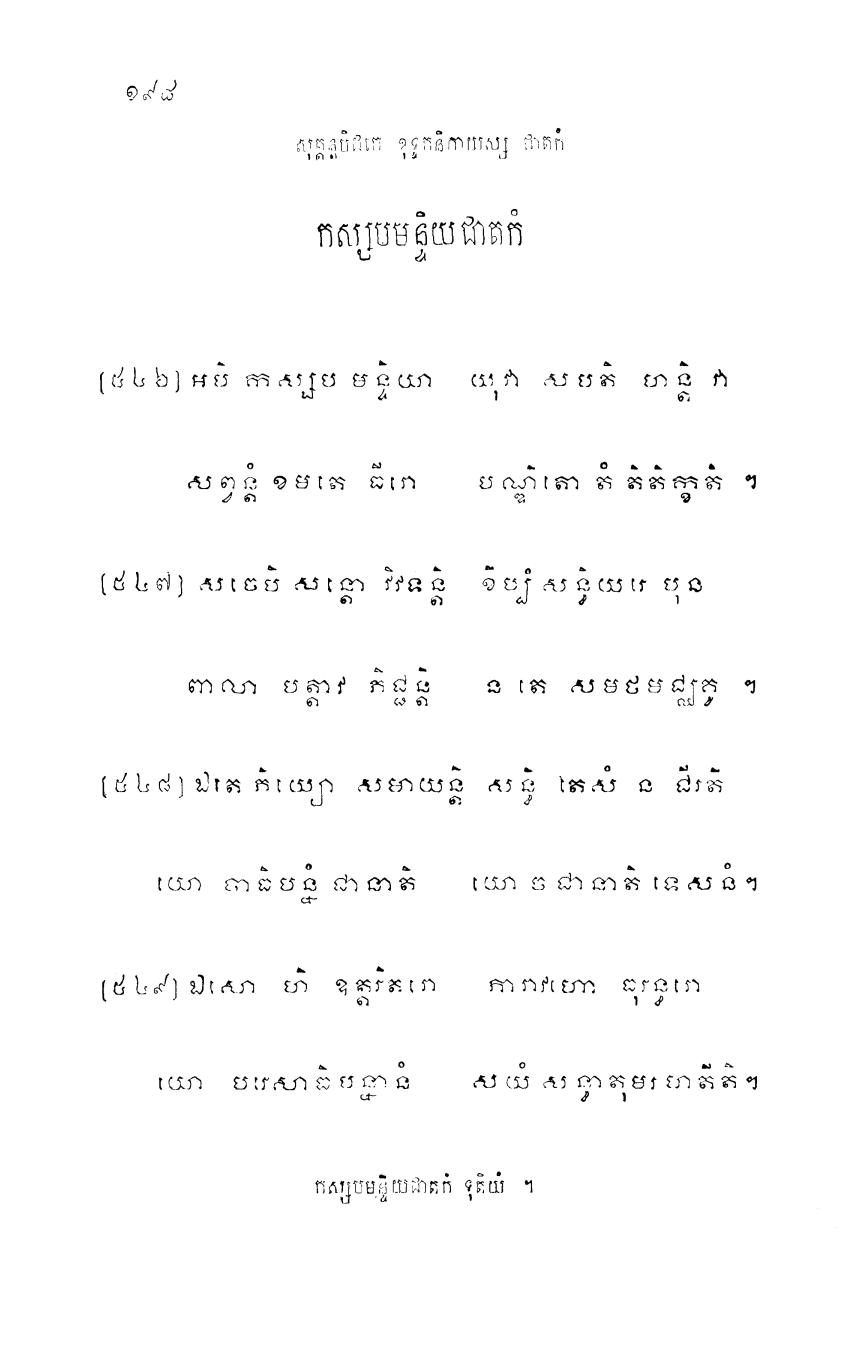 ១៩៨
សុត្តន្តបិដកេ ខុទ្ទកនិកាយស្ស ជាតកំ
កស្សបមន្ទិយជាតកំ
(៥៤៦) អបិ កស្សប មន្ទិយា យុវា សបតិ ហន្តិ វា
សព្វន្តំ ខមតេ ធីរោ បណ្ឌិតោ តំ តិតិក្ខតិ ។
(៥៤៧) សចេបិ សន្តោ វិវទន្តិ ខិប្បំ សន្ធិយរេ បុន
ពាលា បត្តាវ ភិជ្ជន្តិ ន តេ សមថមជ្ឈគូ ។
(៥៤៨) ឯតេ ភិយ្យោ សមាយន្តិ សន្ធិ តេសំ ន ជីរតិ
យោ ចាធិបន្នំ ជានាតិ យោ ច ជានាតិ ទេសនំ។
(៥៤៩) ឯសោ ហិ ឧត្តរិតរោ ភារាវហោ ធុរន្ធរោ
យោ បរេសាធិបន្នានំ សយំ សន្ធាតុមរហាតីតិ។
កស្សបមន្ទិយជាតកំ ទុតិយំ ។